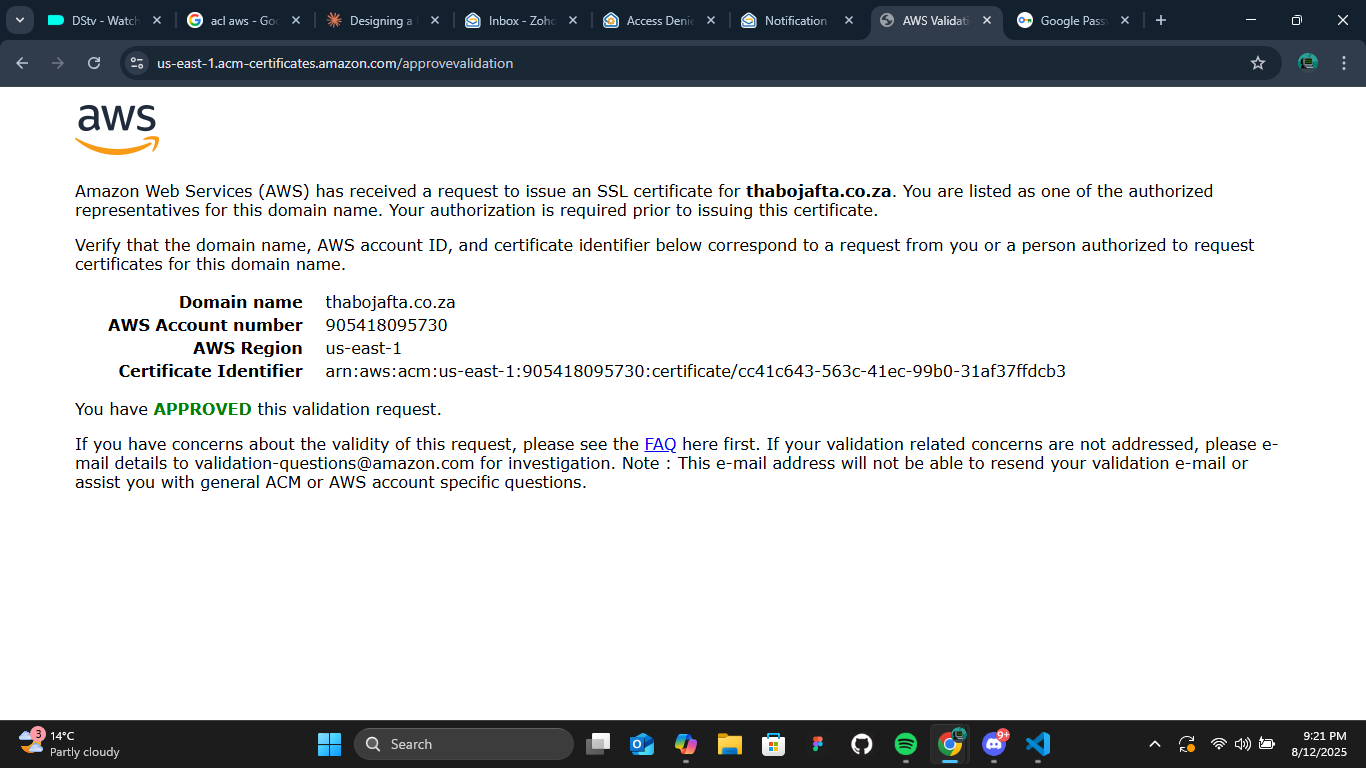 DStv - Watch
acl aws - Goo
Designing a
Inbox - Zoho
Access Denie
Notification
AWS Validati
Google Pass
us-east-1.acm-certificates.amazon.com/approvevalidation
aws
Amazon Web Services (AWS) has received a request to issue an SSL certificate for thabojafta.co.za. You are listed as one of the authorized
representatives for this domain name. Your authorization is required prior to issuing this certificate.
Verify that the domain name, AWS account ID, and certificate identifier below correspond to a request from you or a person authorized to request
certificates for this domain name.
Domain name thabojafta.co.za
AWS Account number 905418095730
AWS Region us-east-1
Certificate Identifier arn:aws:acm:us-east-1:905418095730:certificate/cc41c643-563c-41ec-99b0-31af37ffdcb3
You have APPROVED this validation request.
If you have concerns about the validity of this request, please see the FAQ here first. If your validation related concerns are not addressed, please e-
mail details to validation-questions@amazon.com for investigation. Note : This e-mail address will not be able to resend your validation e-mail or
assist you with general ACM or AWS account specific questions.
3
14°C
Partly cloudy
Search
9+
9:21 PM
8/12/2025